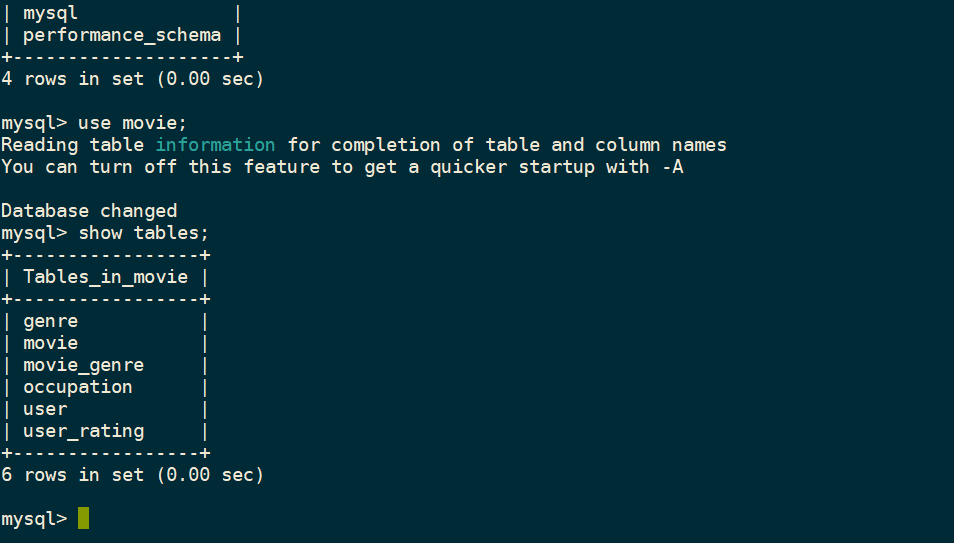 | mysql              |
| performance_schema |
+--------------------+
4 rows in set (0.00 sec)
mysql> use movie;
Reading table information for completion of table and column names
You can turn off this feature to get a quicker startup with -A
Database changed
mysql> show tables;
+-----------------+
| Tables_in_movie |
+-----------------+
| genre           |
| movie           |
| movie_genre     |
| occupation      |
| user            |
| user_rating     |
+-----------------+
6 rows in set (0.00 sec)
mysql>